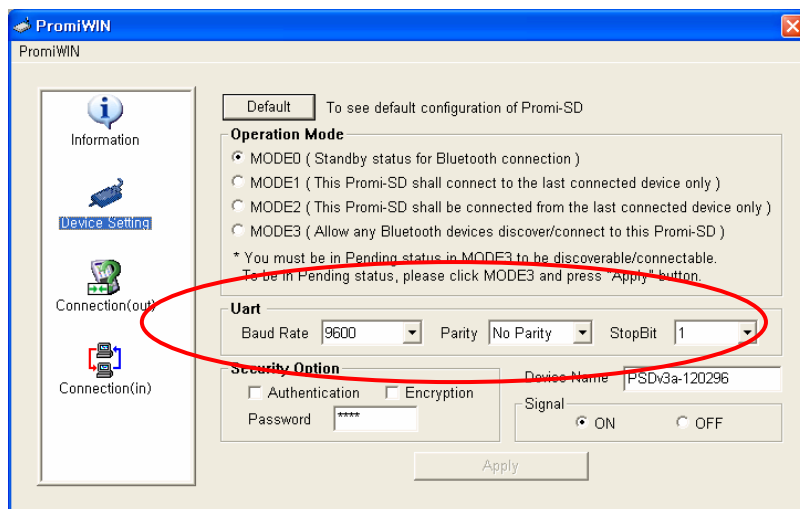 PromiWIN
PromiWIN
Information
Device Setting
Connection(out)
Connection(in)
Default To see default configuration of Promi-SD
Operation Mode
MODE0 ( Standby status for Bluetooth connection )
MODE1 ( This Promi-SD shall connect to the last connected device only )
MODE2 ( This Promi-SD shall be connected from the last connected device only )
MODE3 ( Allow any Bluetooth devices discover/connect to this Promi-SD )
* You must be in Pending status in MODE3 to be discoverable/connectable.
To be in Pending status, please click MODE3 and press "Apply" button.
Uart
Baud Rate 9600 Parity No Parity StopBit 1
Security Option
Authentication Encryption
Password ****
Device Name PSDv3a-120296
Signal
ON OFF
Apply